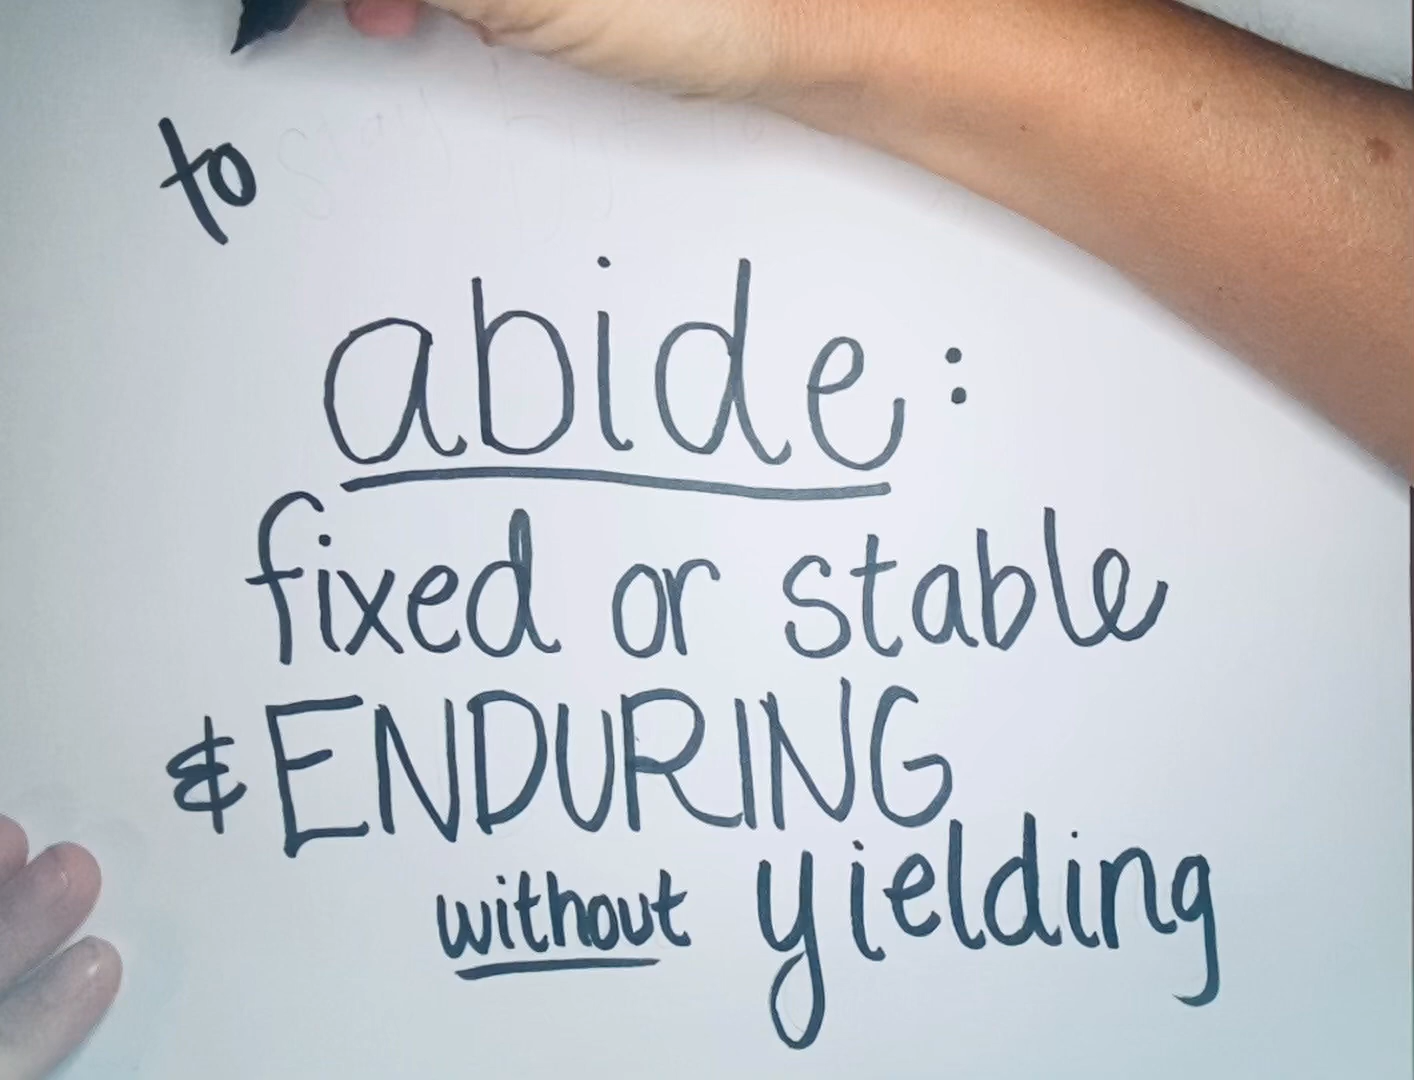 to
abide:
fixed or stable
& ENDURING
without yielding